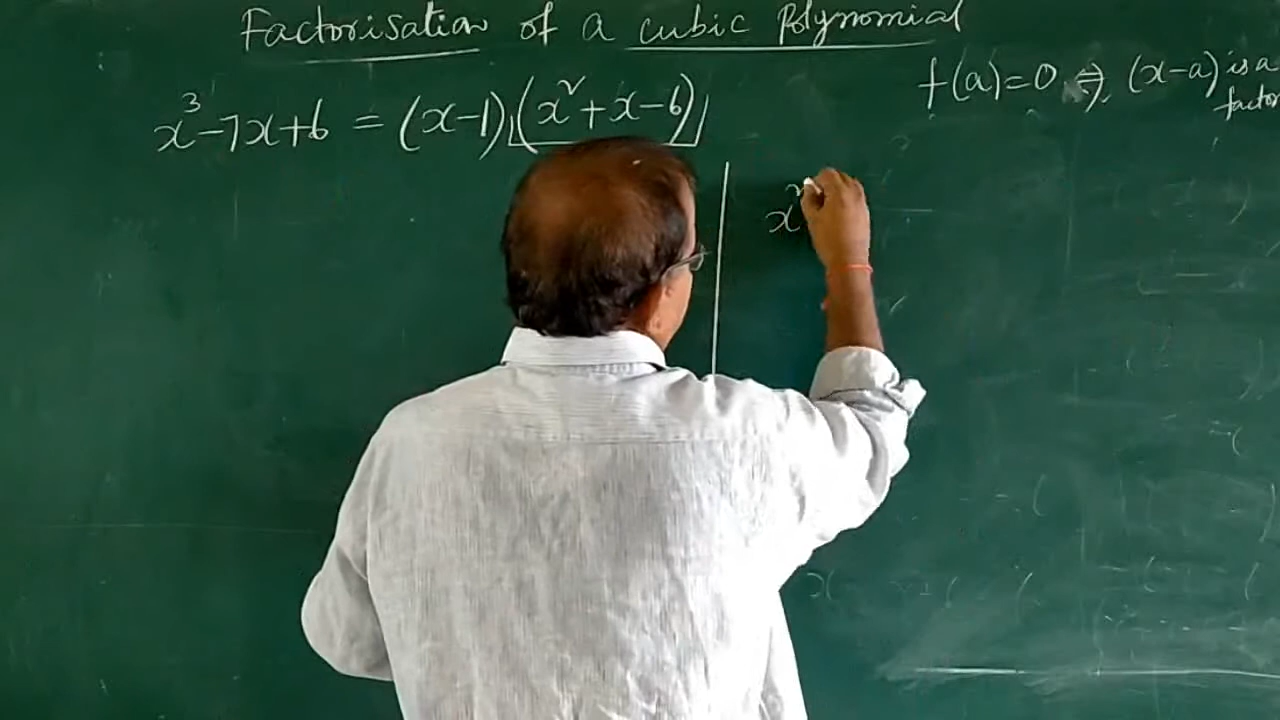 Factorisation of a cubic Polynomial
f(a)=0 ⇔ (x-a) is a factor
x³-7x+6 = (x-1)(x²+x-6)
x²